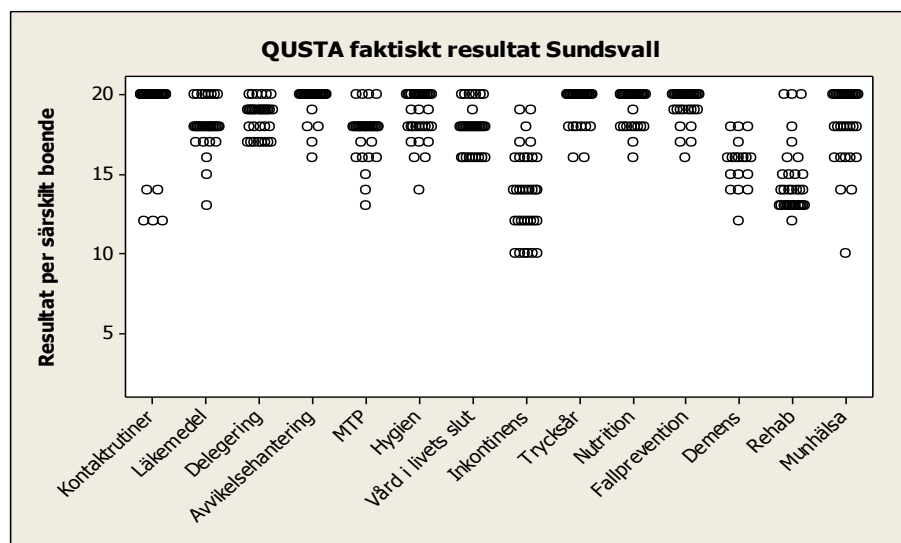 QUSTA faktiskt resultat Sundsvall
Resultat per särskilt boende
20
15
10
5
Kontaktrutiner
Läkemedel
Delegering
Avvikelsehantering
MTP
Hygien
Vård i livets slut
Inkontinens
Trycksår
Nutrition
Fallprevention
Demens
Rehab
Munhälsa